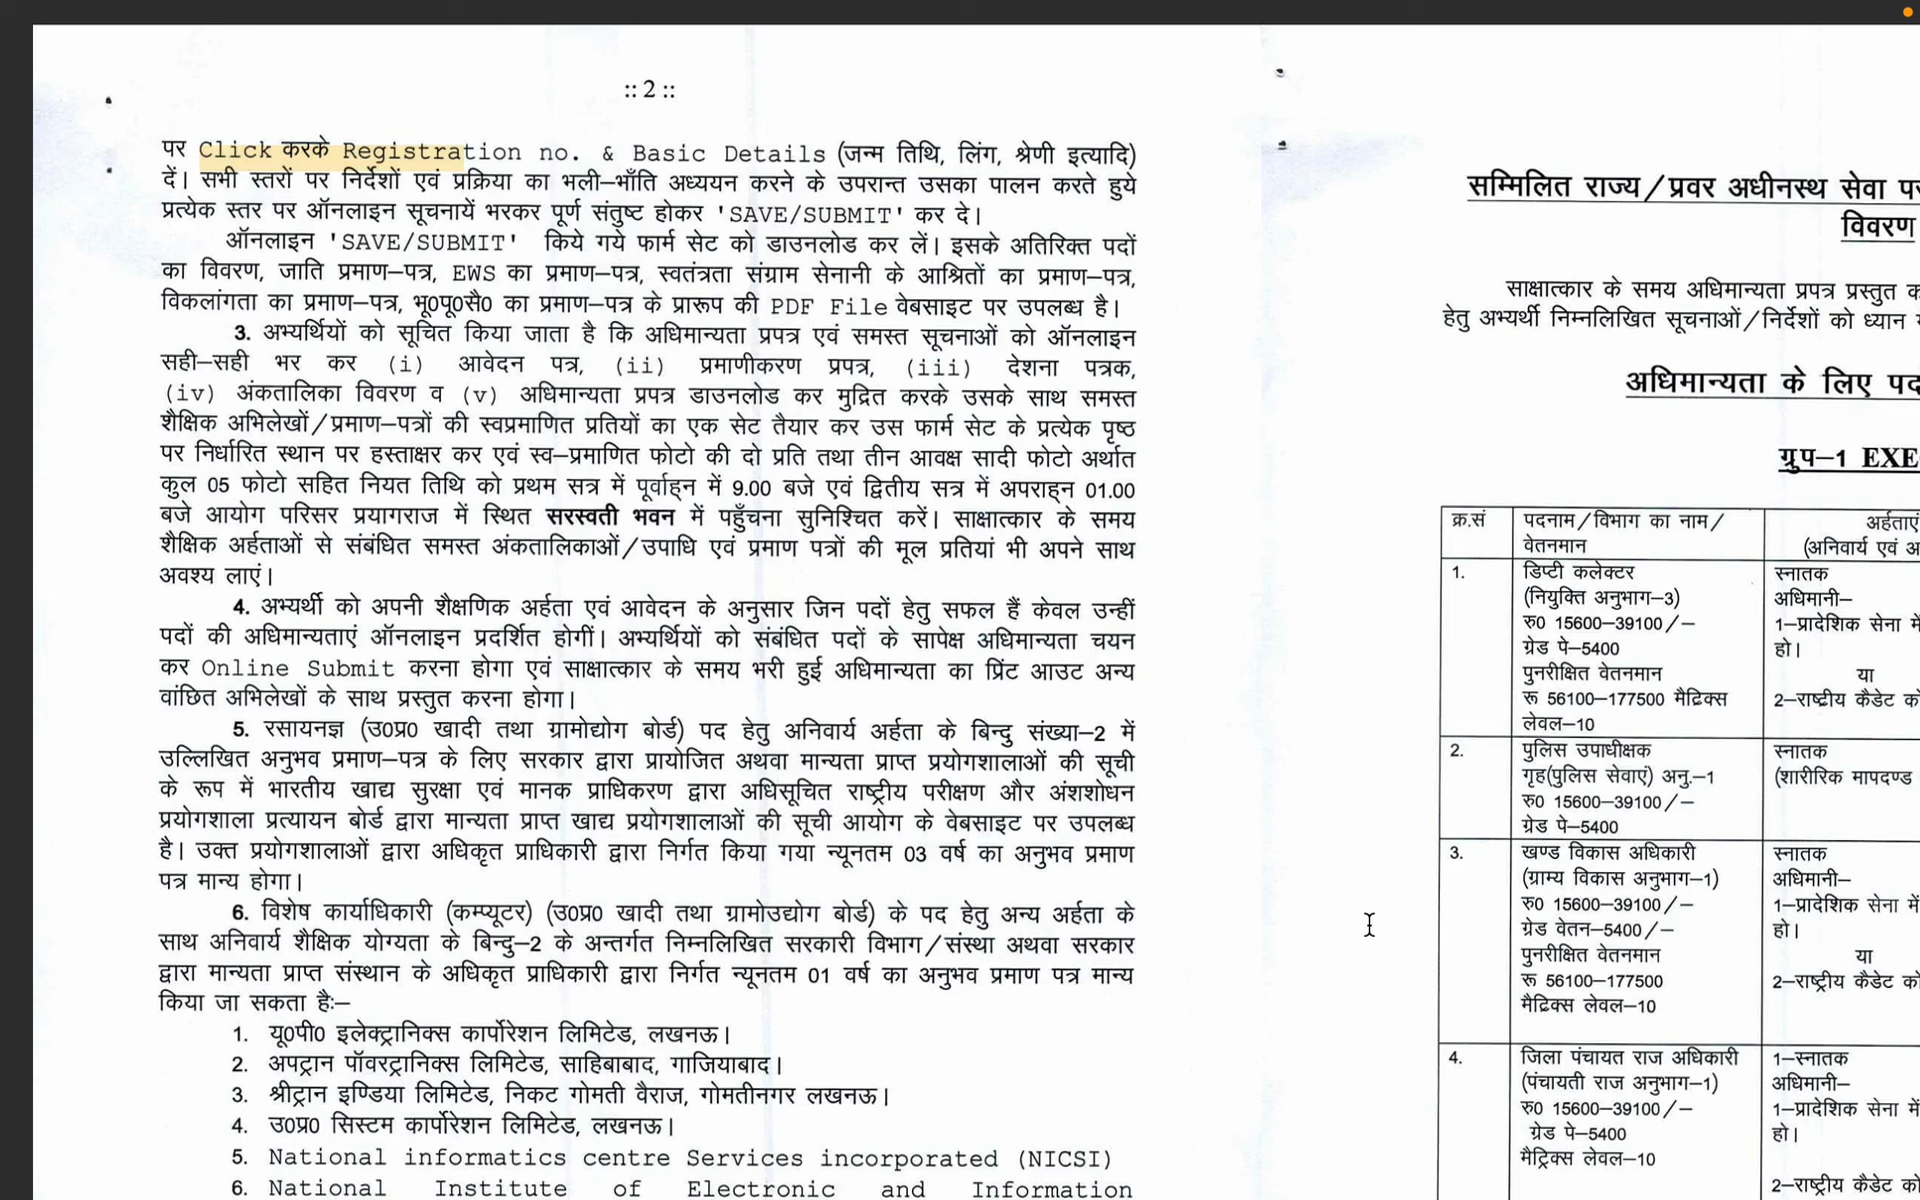 :: 2 ::
पर Click करके Registration no. & Basic Details (जन्म तिथि, लिंग, श्रेणी इत्यादि)
दें। सभी स्तरों पर निर्देशों एवं प्रक्रिया का भली–भाँति अध्ययन करने के उपरान्त उसका पालन करते हुये
प्रत्येक स्तर पर ऑनलाइन सूचनायें भरकर पूर्ण संतुष्ट होकर 'SAVE/SUBMIT' कर दे।
ऑनलाइन 'SAVE/SUBMIT' किये गये फार्म सेट को डाउनलोड कर लें। इसके अतिरिक्त पदों
का विवरण, जाति प्रमाण–पत्र, EWS का प्रमाण–पत्र, स्वतंत्रता संग्राम सेनानी के आश्रितों का प्रमाण–पत्र,
विकलांगता का प्रमाण–पत्र, भू0पू0सै0 का प्रमाण–पत्र के प्रारूप की PDF File वेबसाइट पर उपलब्ध है।
3. अभ्यर्थियों को सूचित किया जाता है कि अधिमान्यता प्रपत्र एवं समस्त सूचनाओं को ऑनलाइन
सही–सही भर कर (i) आवेदन पत्र, (ii) प्रमाणीकरण प्रपत्र, (iii) देशना पत्रक,
(iv) अंकतालिका विवरण व (v) अधिमान्यता प्रपत्र डाउनलोड कर मुद्रित करके उसके साथ समस्त
शैक्षिक अभिलेखों/प्रमाण–पत्रों की स्वप्रमाणित प्रतियों का एक सेट तैयार कर उस फार्म सेट के प्रत्येक पृष्ठ
पर निर्धारित स्थान पर हस्ताक्षर कर एवं स्व–प्रमाणित फोटो की दो प्रति तथा तीन आवक्ष सादी फोटो अर्थात
कुल 05 फोटो सहित नियत तिथि को प्रथम सत्र में पूर्वाह्न में 9.00 बजे एवं द्वितीय सत्र में अपराह्न 01.00
बजे आयोग परिसर प्रयागराज में स्थित सरस्वती भवन में पहुँचना सुनिश्चित करें। साक्षात्कार के समय
शैक्षिक अर्हताओं से संबंधित समस्त अंकतालिकाओं/उपाधि एवं प्रमाण पत्रों की मूल प्रतियां भी अपने साथ
अवश्य लाएं।
4. अभ्यर्थी को अपनी शैक्षणिक अर्हता एवं आवेदन के अनुसार जिन पदों हेतु सफल हैं केवल उन्हीं
पदों की अधिमान्यताएं ऑनलाइन प्रदर्शित होगीं। अभ्यर्थियों को संबंधित पदों के सापेक्ष अधिमान्यता चयन
कर Online Submit करना होगा एवं साक्षात्कार के समय भरी हुई अधिमान्यता का प्रिंट आउट अन्य
वांछित अभिलेखों के साथ प्रस्तुत करना होगा।
5. रसायनज्ञ (उ0प्र0 खादी तथा ग्रामोद्योग बोर्ड) पद हेतु अनिवार्य अर्हता के बिन्दु संख्या–2 में
उल्लिखित अनुभव प्रमाण–पत्र के लिए सरकार द्वारा प्रायोजित अथवा मान्यता प्राप्त प्रयोगशालाओं की सूची
के रूप में भारतीय खाद्य सुरक्षा एवं मानक प्राधिकरण द्वारा अधिसूचित राष्ट्रीय परीक्षण और अंशशोधन
प्रयोगशाला प्रत्यायन बोर्ड द्वारा मान्यता प्राप्त खाद्य प्रयोगशालाओं की सूची आयोग के वेबसाइट पर उपलब्ध
है। उक्त प्रयोगशालाओं द्वारा अधिकृत प्राधिकारी द्वारा निर्गत किया गया न्यूनतम 03 वर्ष का अनुभव प्रमाण
पत्र मान्य होगा।
6. विशेष कार्याधिकारी (कम्प्यूटर) (उ0प्र0 खादी तथा ग्रामोउद्योग बोर्ड) के पद हेतु अन्य अर्हता के
साथ अनिवार्य शैक्षिक योग्यता के बिन्दु–2 के अन्तर्गत निम्नलिखित सरकारी विभाग/संस्था अथवा सरकार
द्वारा मान्यता प्राप्त संस्थान के अधिकृत प्राधिकारी द्वारा निर्गत न्यूनतम 01 वर्ष का अनुभव प्रमाण पत्र मान्य
किया जा सकता हैः–
1. यू0पी0 इलेक्ट्रानिक्स कार्पोरेशन लिमिटेड, लखनऊ।
2. अपट्रान पॉवरट्रानिक्स लिमिटेड, साहिबाबाद, गाजियाबाद।
3. श्रीट्रान इण्डिया लिमिटेड, निकट गोमती वैराज, गोमतीनगर लखनऊ।
4. उ0प्र0 सिस्टम कार्पोरेशन लिमिटेड, लखनऊ।
5. National informatics centre Services incorporated (NICSI)
6. National Institute of Electronic and Information
सम्मिलित राज्य/प्रवर अधीनस्थ सेवा
विवरण
साक्षात्कार के समय अधिमान्यता प्रपत्र प्रस्तुत
हेतु अभ्यर्थी निम्नलिखित सूचनाओं/निर्देशों को ध्यान
अधिमान्यता के लिए
ग्रुप–1
क्र.सं पदनाम/विभाग का नाम/ अर्हताएं
वेतनमान (अनिवार्य एवं
1. डिप्टी कलेक्टर स्नातक
(नियुक्ति अनुभाग–3) अधिमानी–
रु0 15600–39100/– 1–प्रादेशिक सेना में
ग्रेड पे–5400 हो।
पुनरीक्षित वेतनमान या
रू 56100–177500 मैट्रिक्स 2–राष्टीय कैडेट
लेवल–10
2. पुलिस उपाधीक्षक स्नातक
गृह(पुलिस सेवाएं) अनु.–1 (शारीरिक मापदण्ड
रु0 15600–39100/–
ग्रेड पे–5400
3. खण्ड विकास अधिकारी स्नातक
(ग्राम्य विकास अनुभाग–1) अधिमानी–
रु0 15600–39100/– 1–प्रादेशिक सेना में
ग्रेड वेतन–5400/– हो।
पुनरीक्षित वेतनमान या
रू 56100–177500 2–राष्ट्रीय कैडेट
मैट्रिक्स लेवल–10
4. जिला पंचायत राज अधिकारी 1–स्नातक
(पंचायती राज अनुभाग–1) अधिमानी–
रु0 15600–39100/– 1–प्रादेशिक सेना में
ग्रेड पे–5400 हो।
मैट्रिक्स लेवल–10
2–राष्ट्रीय कैडेट